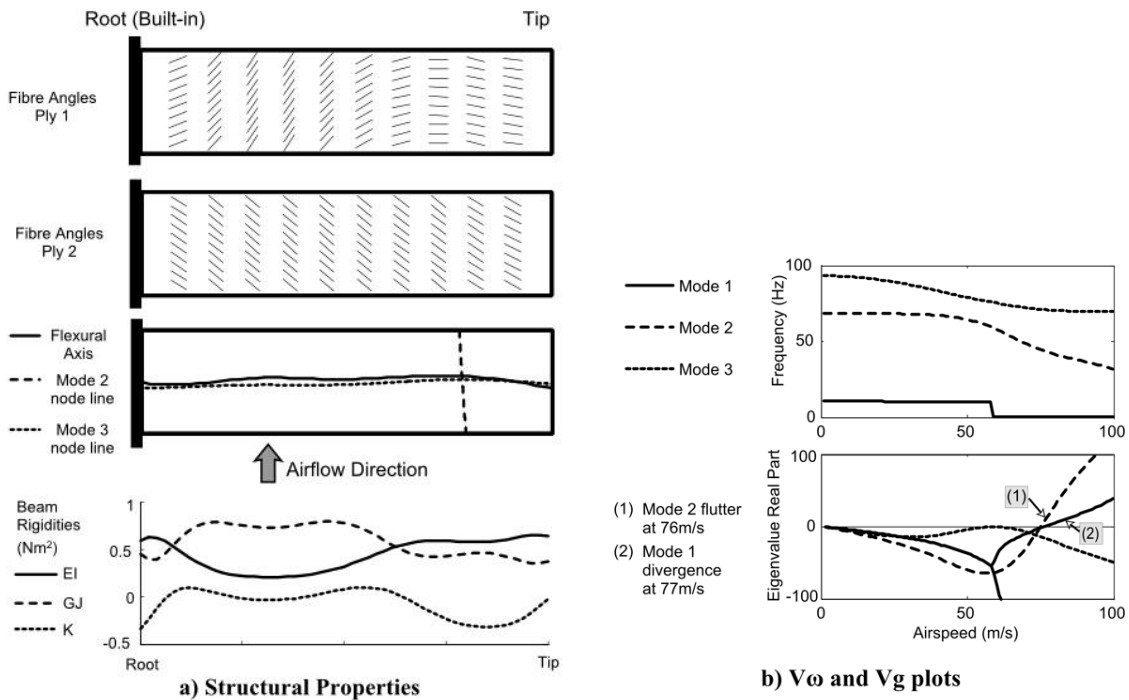 Root (Built-in)
Tip
Fibre Angles
Ply 1
Fibre Angles
Ply 2
Flexural
Axis
Mode 2
node line
Mode 3
node line
Airflow Direction
Beam
Rigidities
(Nm²)
EI
GJ
K
1
0.5
0
-0.5
Root
Tip
a) Structural Properties
Mode 1
Mode 2
Mode 3
Frequency (Hz)
100
50
0
0
50
100
(1) Mode 2 flutter
at 76m/s
(2) Mode 1
divergence
at 77m/s
Eigenvalue Real Part
100
0
-100
(1)
(2)
0
50
100
Airspeed (m/s)
b) Vω and Vg plots